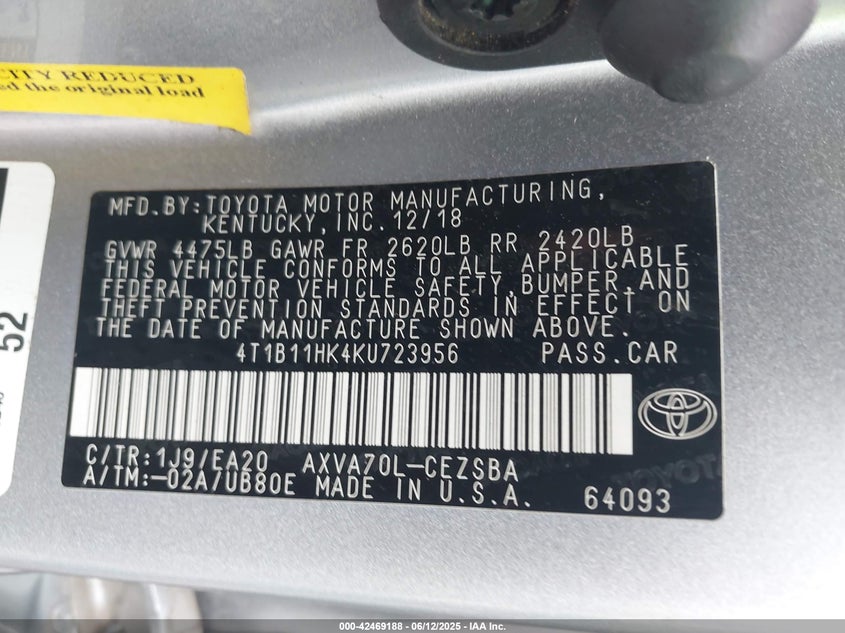 CITY REDUCED
ed the original load
52
MFD.BY:TOYOTA MOTOR MANUFACTURING,
KENTUCKY,INC.12/18
GVWR 4475LB GAWR FR 2620LB RR 2420LB
THIS VEHICLE CONFORMS TO ALL APPLICABLE
FEDERAL MOTOR VEHICLE SAFETY,BUMPER,AND
THEFT PREVENTION STANDARDS IN EFFECT ON
THE DATE OF MANUFACTURE SHOWN ABOVE.
4T1B11HK4KU723956 PASS.CAR
C/TR:1J9/EA20 AXVA70L-CEZSBA
A/TM:-02A/UB80E MADE IN U.S.A.
64093
000-42469188 - 06/12/2025 - IAA Inc.